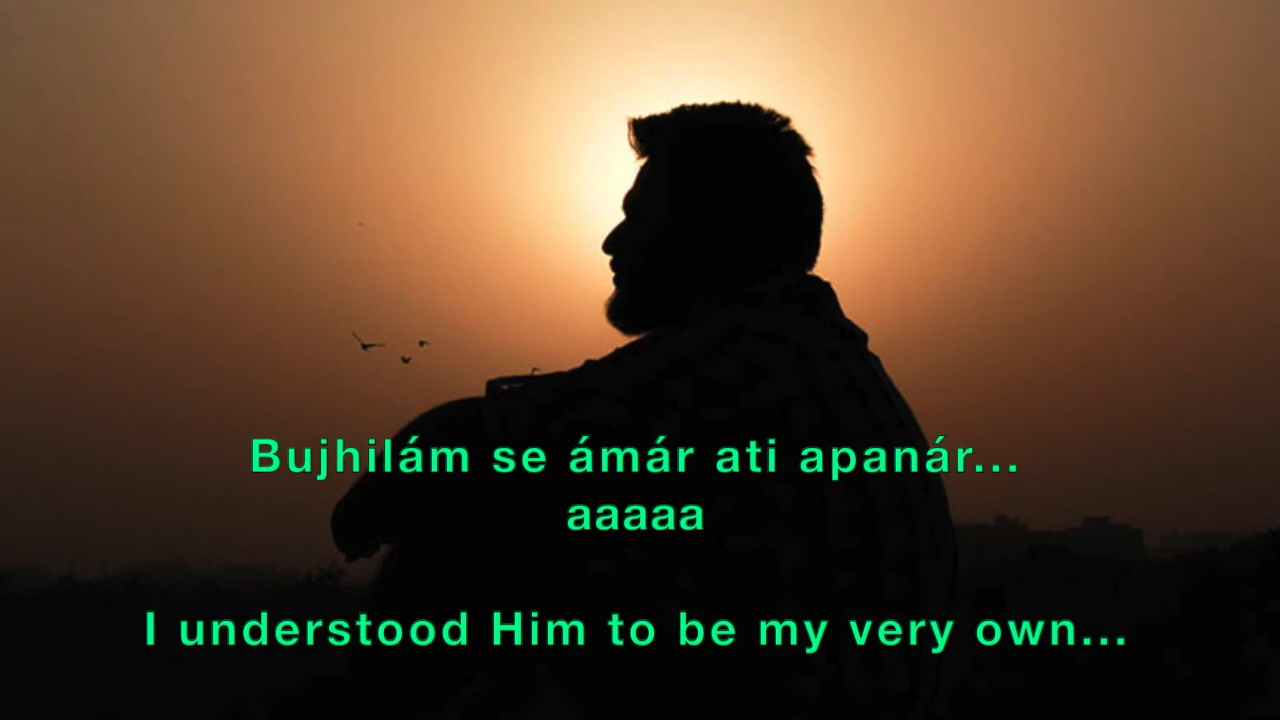 Bujhilám se ámár ati apanár...
aaaaa
I understood Him to be my very own...